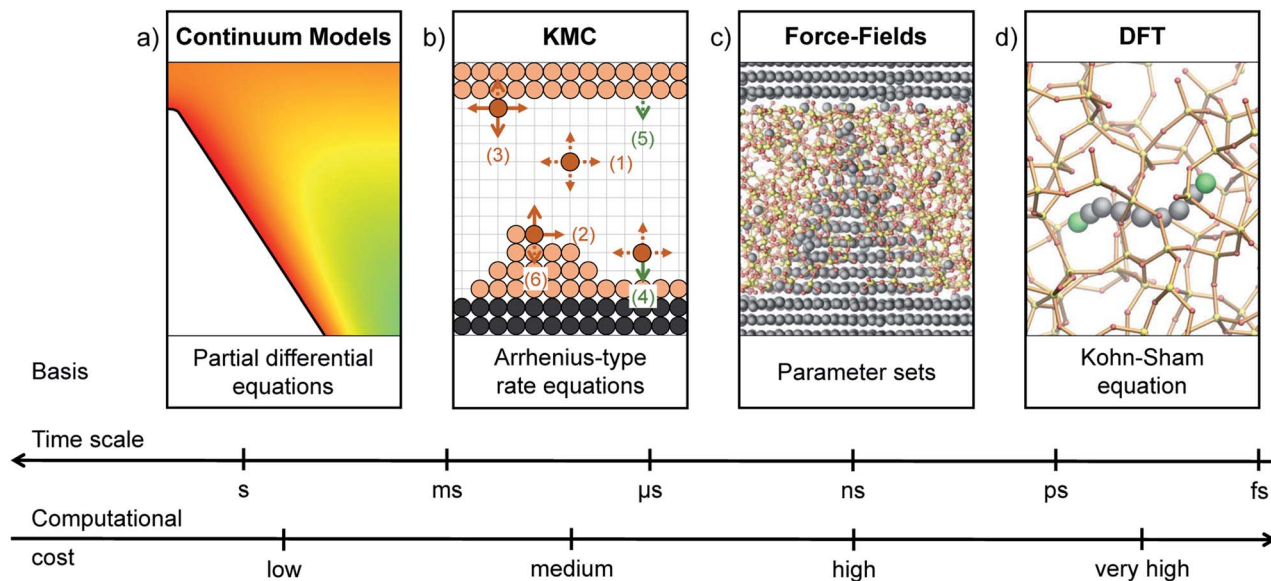 a) Continuum Models
b) KMC
c) Force-Fields
d) DFT
(3)
(1)
(5)
(2)
(6)
(4)
Basis
Partial differential
equations
Arrhenius-type
rate equations
Parameter sets
Kohn-Sham
equation
Time scale
s ms µs ns ps fs
Computational
cost
low medium high very high